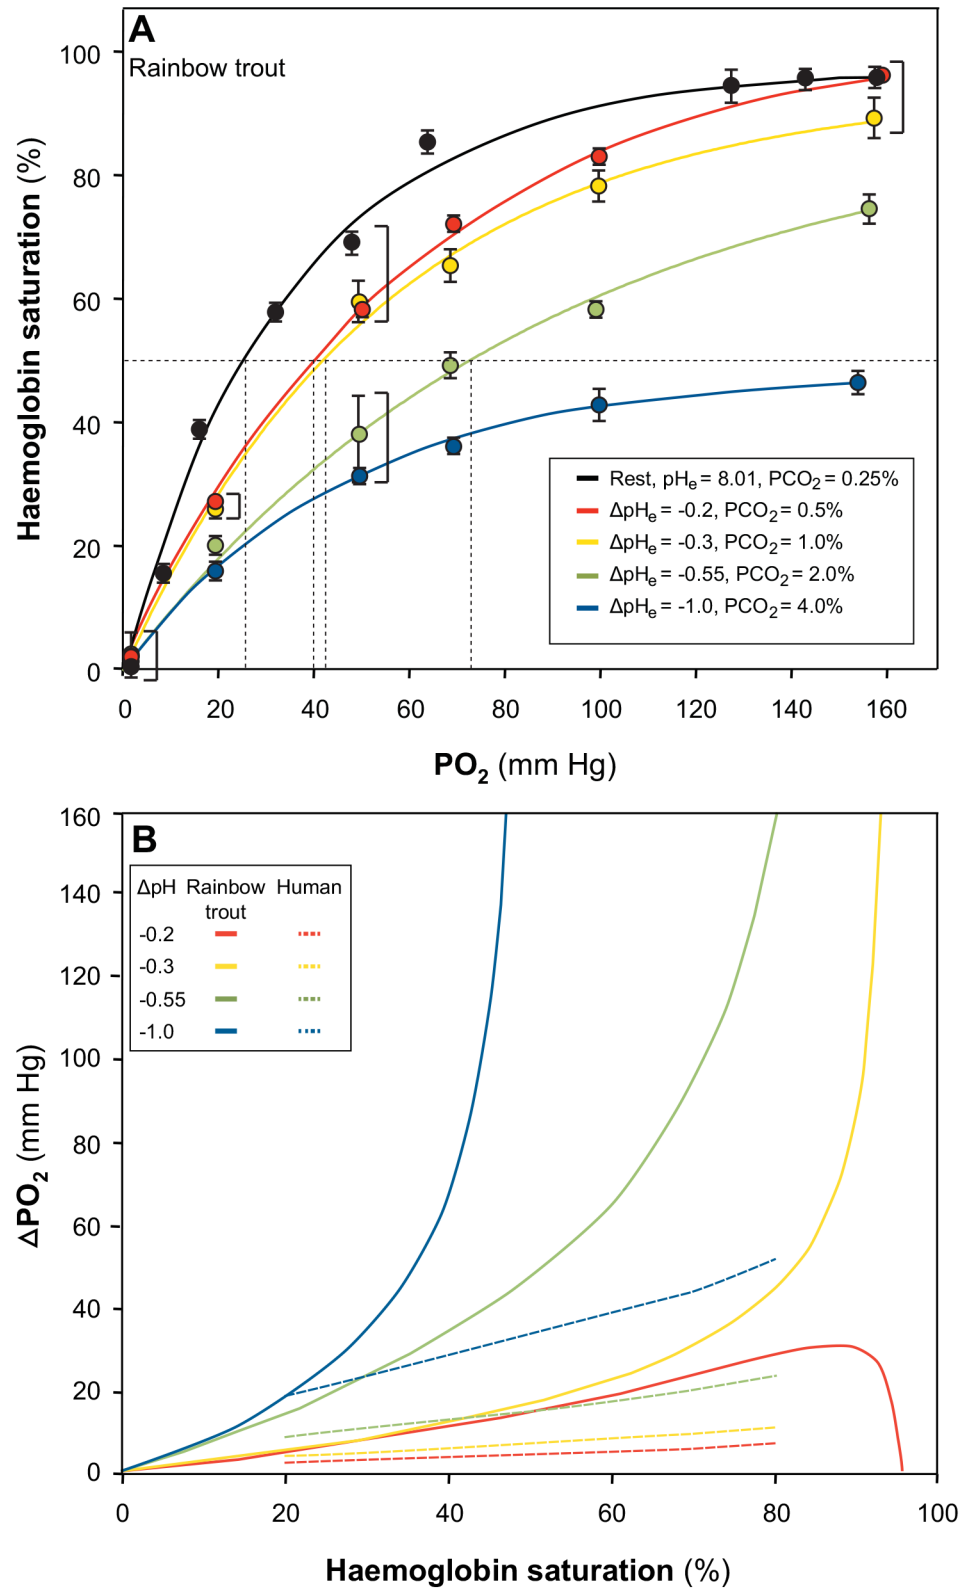 A
Rainbow trout
100
80
60
40
20
0
Haemoglobin saturation (%)
Rest, pHe = 8.01, PCO2 = 0.25%
ΔpHe = -0.2, PCO2 = 0.5%
ΔpHe = -0.3, PCO2 = 1.0%
ΔpHe = -0.55, PCO2 = 2.0%
ΔpHe = -1.0, PCO2 = 4.0%
0 20 40 60 80 100 120 140 160
PO2 (mm Hg)
B
160
140
120
100
80
60
40
20
0
ΔPO2 (mm Hg)
ΔpH Rainbow Human
trout
-0.2
-0.3
-0.55
-1.0
0 20 40 60 80 100
Haemoglobin saturation (%)